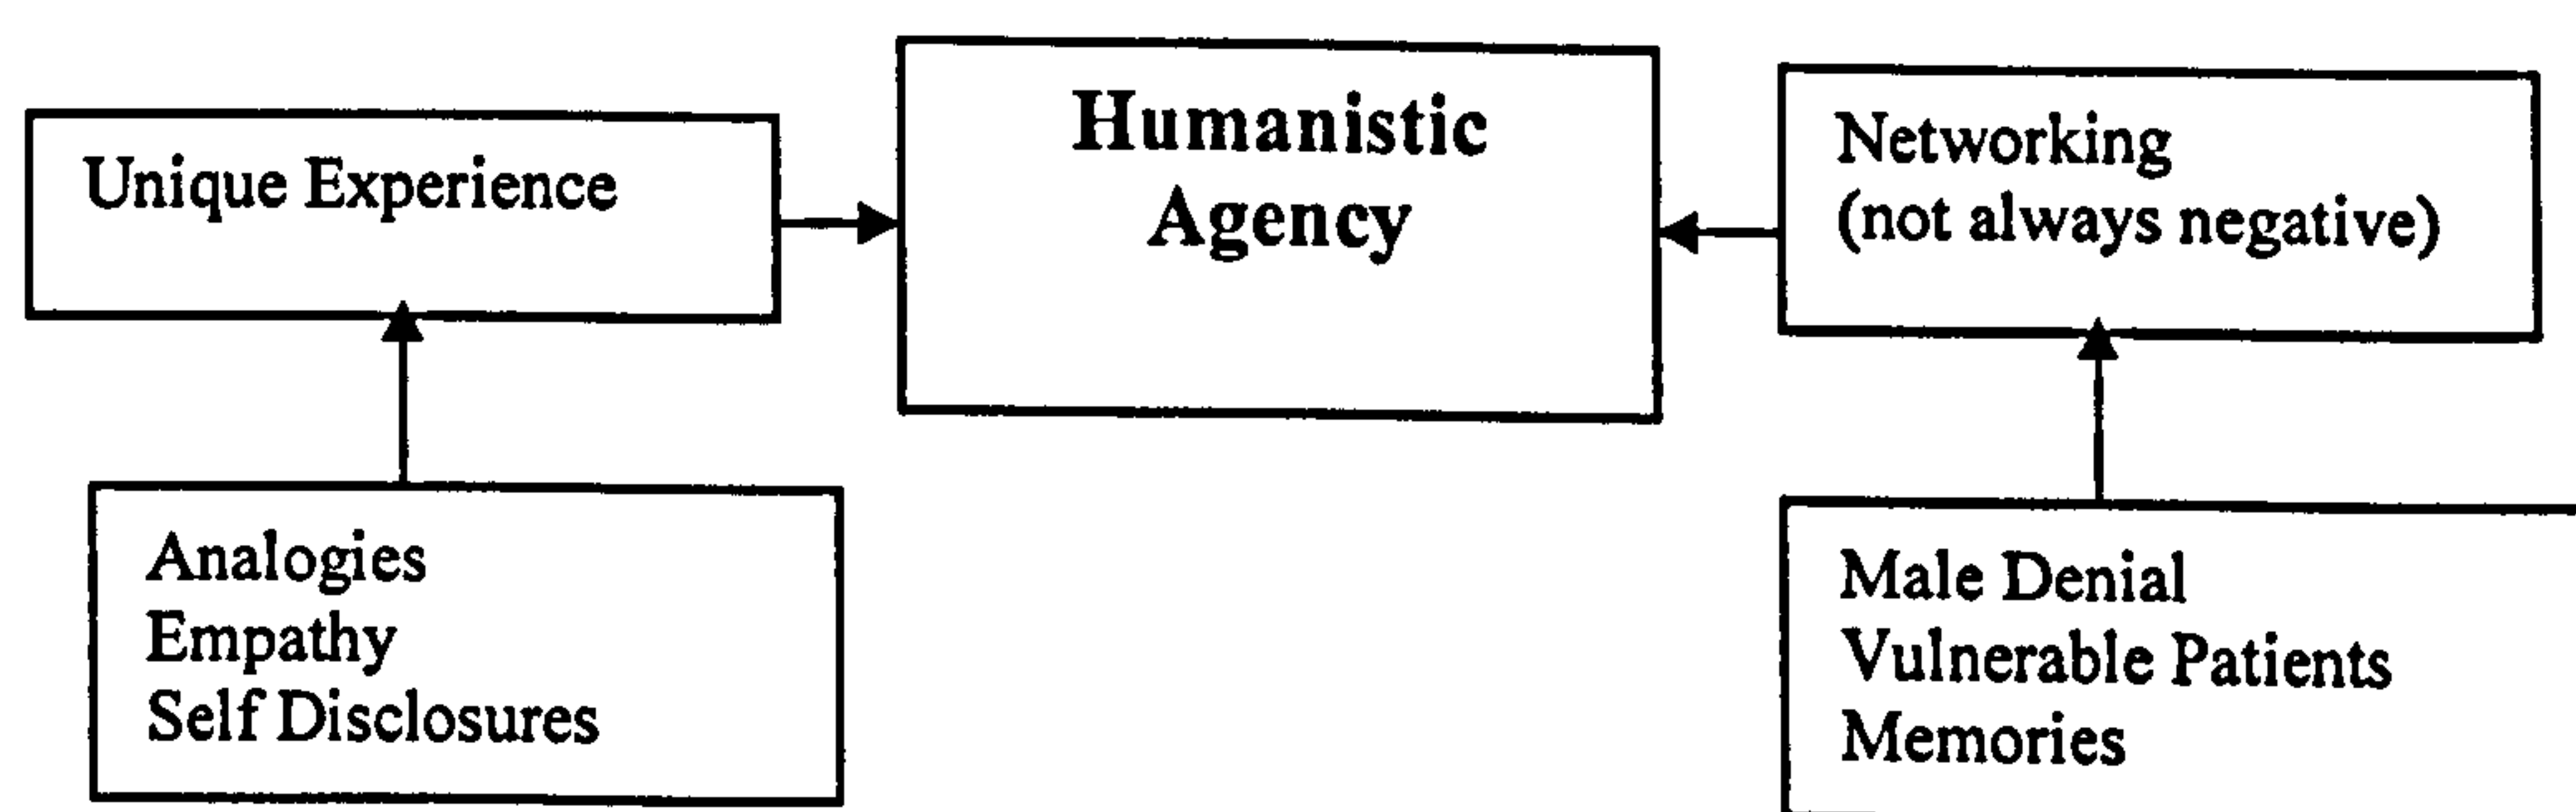 Unique Experience
Humanistic
Agency
Networking
(not always negative)
Analogies
Empathy
Self Disclosures
Male Denial
Vulnerable Patients
Memories